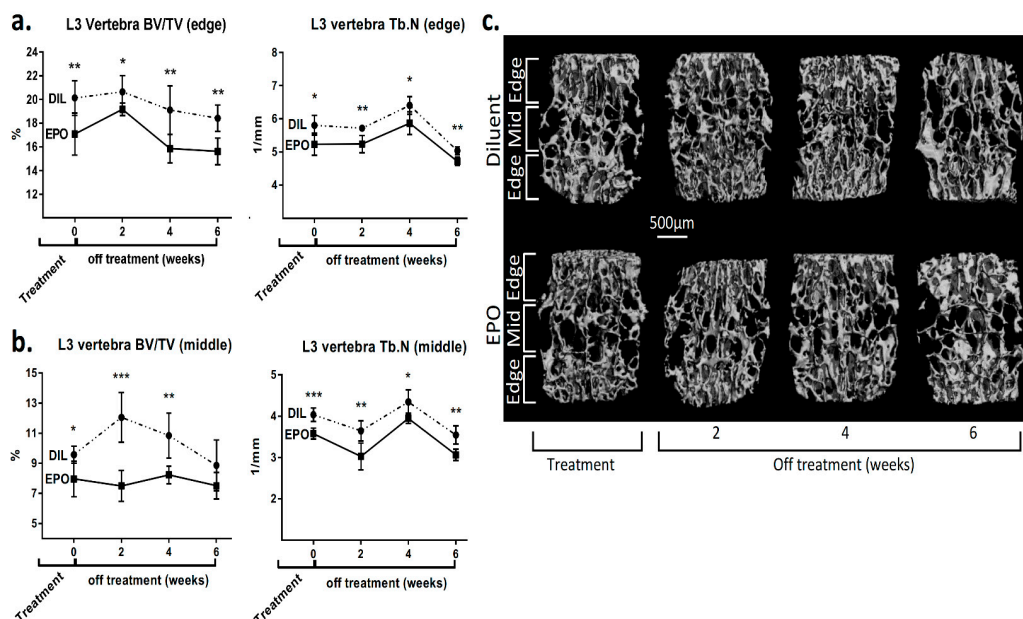 a.
L3 Vertebra BV/TV (edge)
24
22
20
18
16
14
12
%
DIL
EPO
**
*
**
**
0
2
4
6
Treatment
off treatment (weeks)
L3 vertebra Tb.N (edge)
8
7
6
5
4
1/mm
DIL
EPO
*
**
*
**
0
2
4
6
Treatment
off treatment (weeks)
b.
L3 vertebra BV/TV (middle)
15
13
11
9
7
5
%
DIL
EPO
*
***
**
0
2
4
6
Treatment
off treatment (weeks)
L3 vertebra Tb.N (middle)
5
4
3
2
1/mm
DIL
EPO
***
**
*
**
0
2
4
6
Treatment
off treatment (weeks)
c.
Diluent
Edge
Mid
Edge
500µm
EPO
Edge
Mid
Edge
2
4
6
Treatment
Off treatment (weeks)